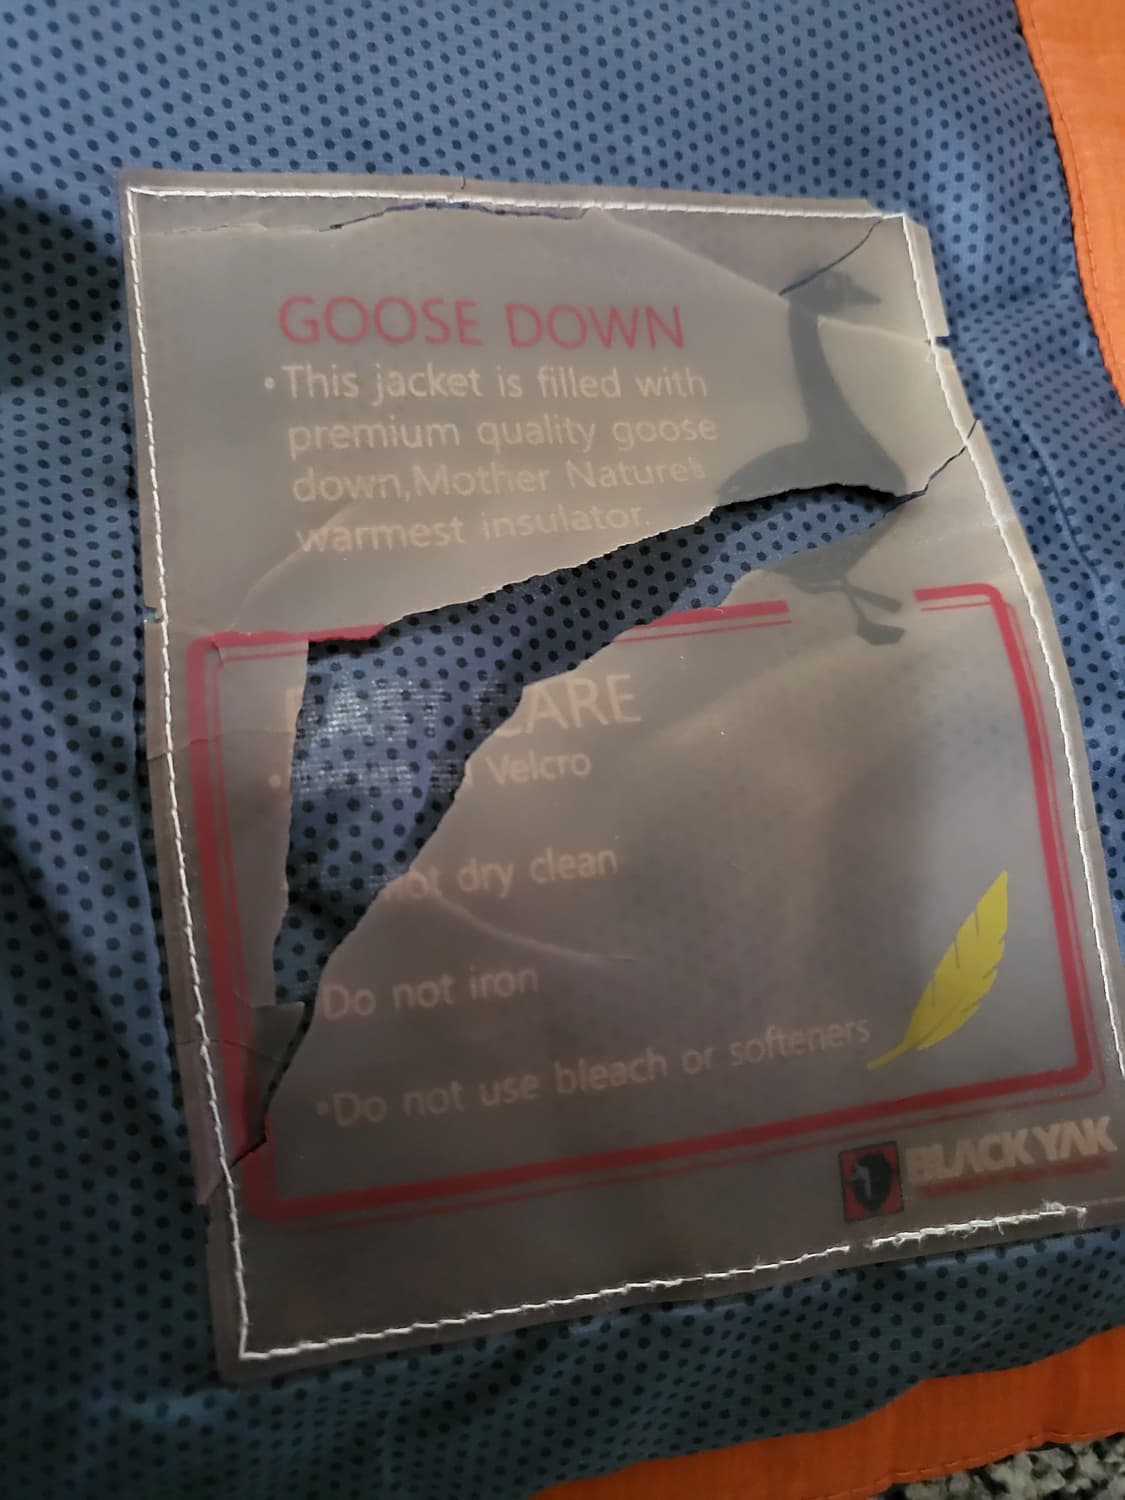 GOOSE DOWN
•This jacket is filled with
premium quality goose
down,Mother Nature's
warmest insulator.
CARE
• Velcro
not dry clean
Do not iron
•Do not use bleach or softeners
BLACKYAK